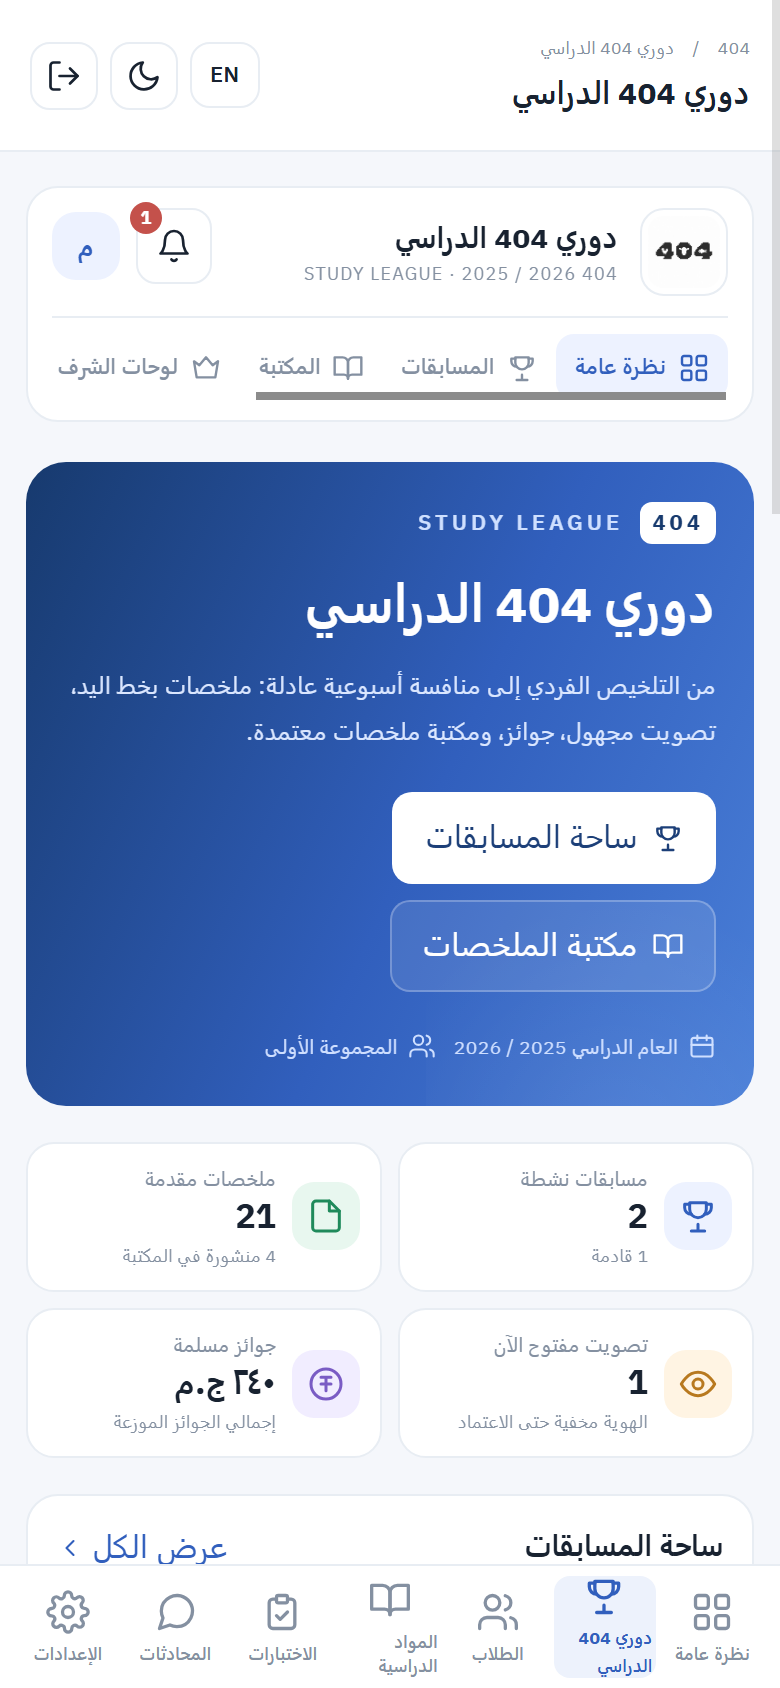 404 / دوري 404 الدراسي
EN
دوري 404 الدراسي
404
دوري 404 الدراسي
1
م
STUDY LEAGUE · 2025 / 2026 404
نظرة عامة
المسابقات
المكتبة
لوحات الشرف
404 STUDY LEAGUE
دوري 404 الدراسي
من التلخيص الفردي إلى منافسة أسبوعية عادلة: ملخصات بخط اليد،
تصويت مجهول، جوائز، ومكتبة ملخصات معتمدة.
ساحة المسابقات
مكتبة الملخصات
العام الدراسي 2025 / 2026
المجموعة الأولى
مسابقات نشطة
2
1 قادمة
ملخصات مقدمة
21
4 منشورة في المكتبة
تصويت مفتوح الآن
1
الهوية مخفية حتى الاعتماد
جوائز مسلمة
٢٤٠ ج.م
إجمالي الجوائز الموزعة
ساحة المسابقات
عرض الكل
نظرة عامة
دوري 404
الدراسي
الطلاب
المواد
الدراسية
الاختبارات
المحادثات
الإعدادات